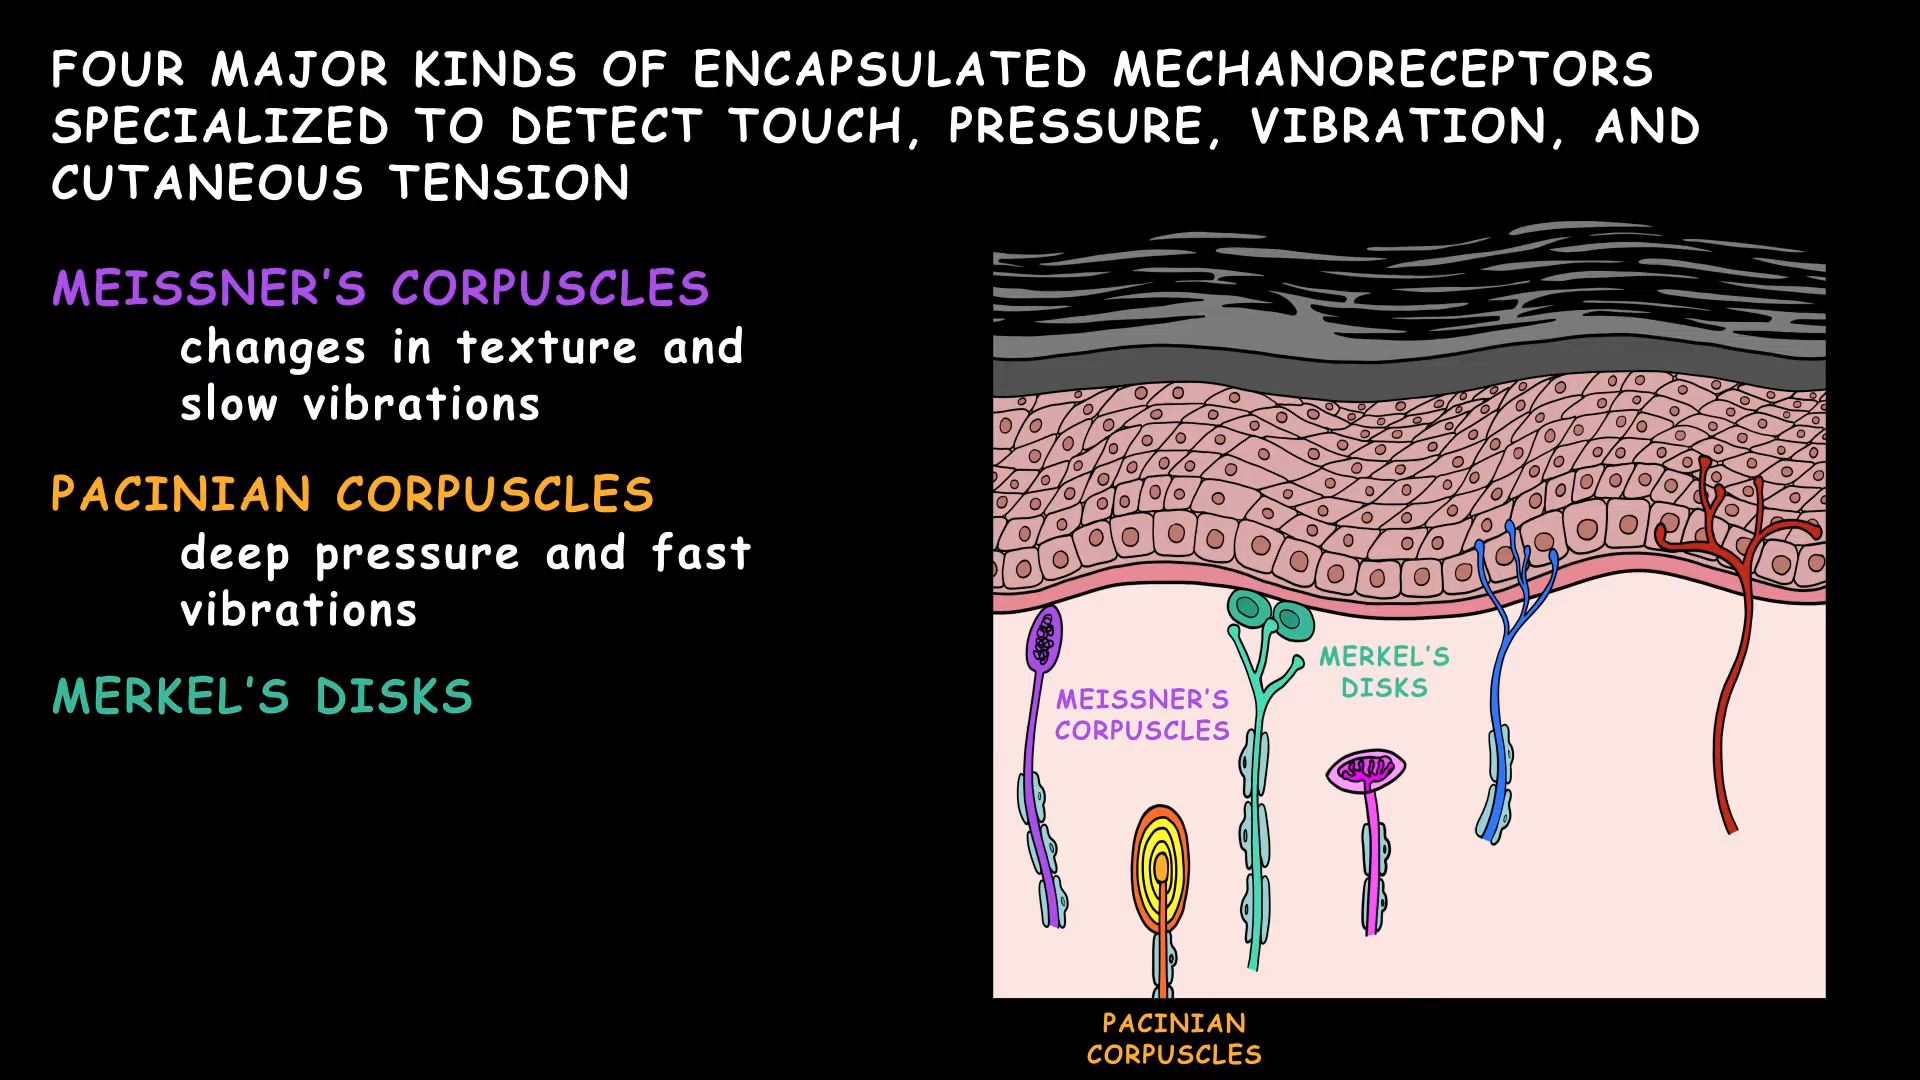 FOUR MAJOR KINDS OF ENCAPSULATED MECHANORECEPTORS
SPECIALIZED TO DETECT TOUCH, PRESSURE, VIBRATION, AND
CUTANEOUS TENSION
MEISSNER'S CORPUSCLES
changes in texture and
slow vibrations
PACINIAN CORPUSCLES
deep pressure and fast
vibrations
MERKEL'S DISKS
MERKEL'S
DISKS
MEISSNER'S
CORPUSCLES
PACINIAN
CORPUSCLES